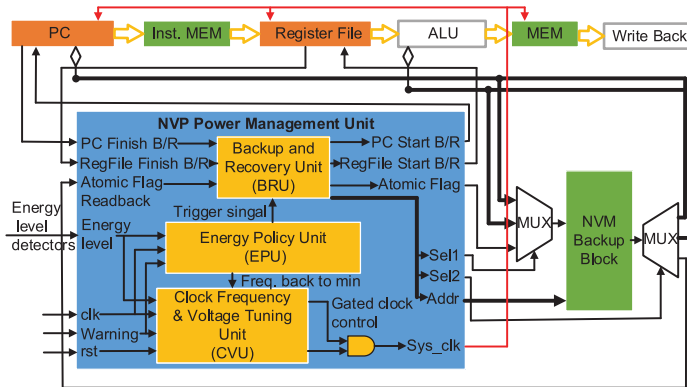 PC
Inst. MEM
Register File
ALU
MEM
Write Back
NVP Power Management Unit
PC Finish B/R
RegFile Finish B/R
Atomic Flag
Readback
Backup and
Recovery Unit
(BRU)
PC Start B/R
RegFile Start B/R
Atomic Flag
Trigger singal
Energy
level
detectors
Energy
level
Energy Policy Unit
(EPU)
Freq. back to min
Clock Frequency
& Voltage Tuning
Unit
(CVU)
Gated clock
control
Sel1
Sel2
Addr
Sys_clk
clk
Warning
rst
MUX
NVM
Backup
Block
MUX